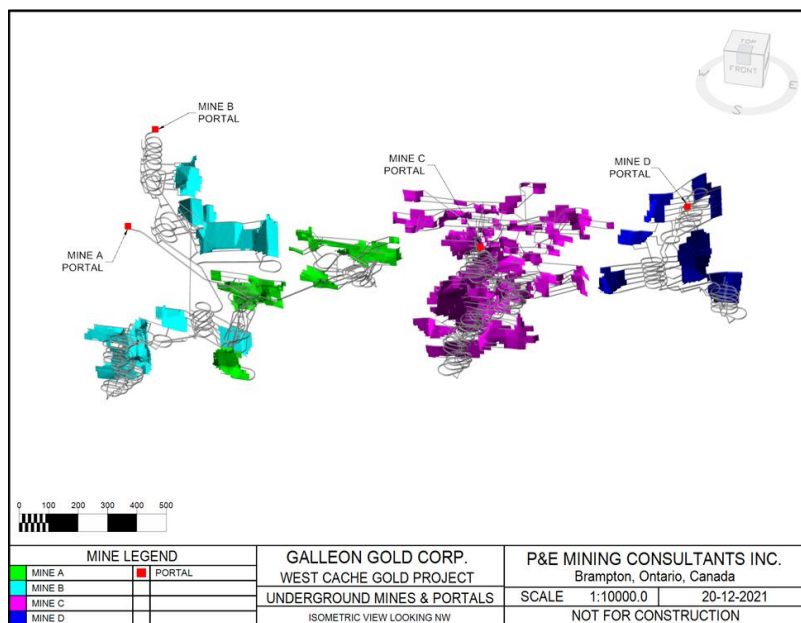 MINE B
PORTAL
MINE A
PORTAL
MINE C
PORTAL
MINE D
PORTAL
TOP
FRONT
W
E
S
0 100 200 300 400 500
MINE LEGEND
MINE A
PORTAL
MINE B
MINE C
MINE D
GALLEON GOLD CORP.
WEST CACHE GOLD PROJECT
UNDERGROUND MINES & PORTALS
ISOMETRIC VIEW LOOKING NW
P&E MINING CONSULTANTS INC.
Brampton, Ontario, Canada
SCALE 1:10000.0 20-12-2021
NOT FOR CONSTRUCTION